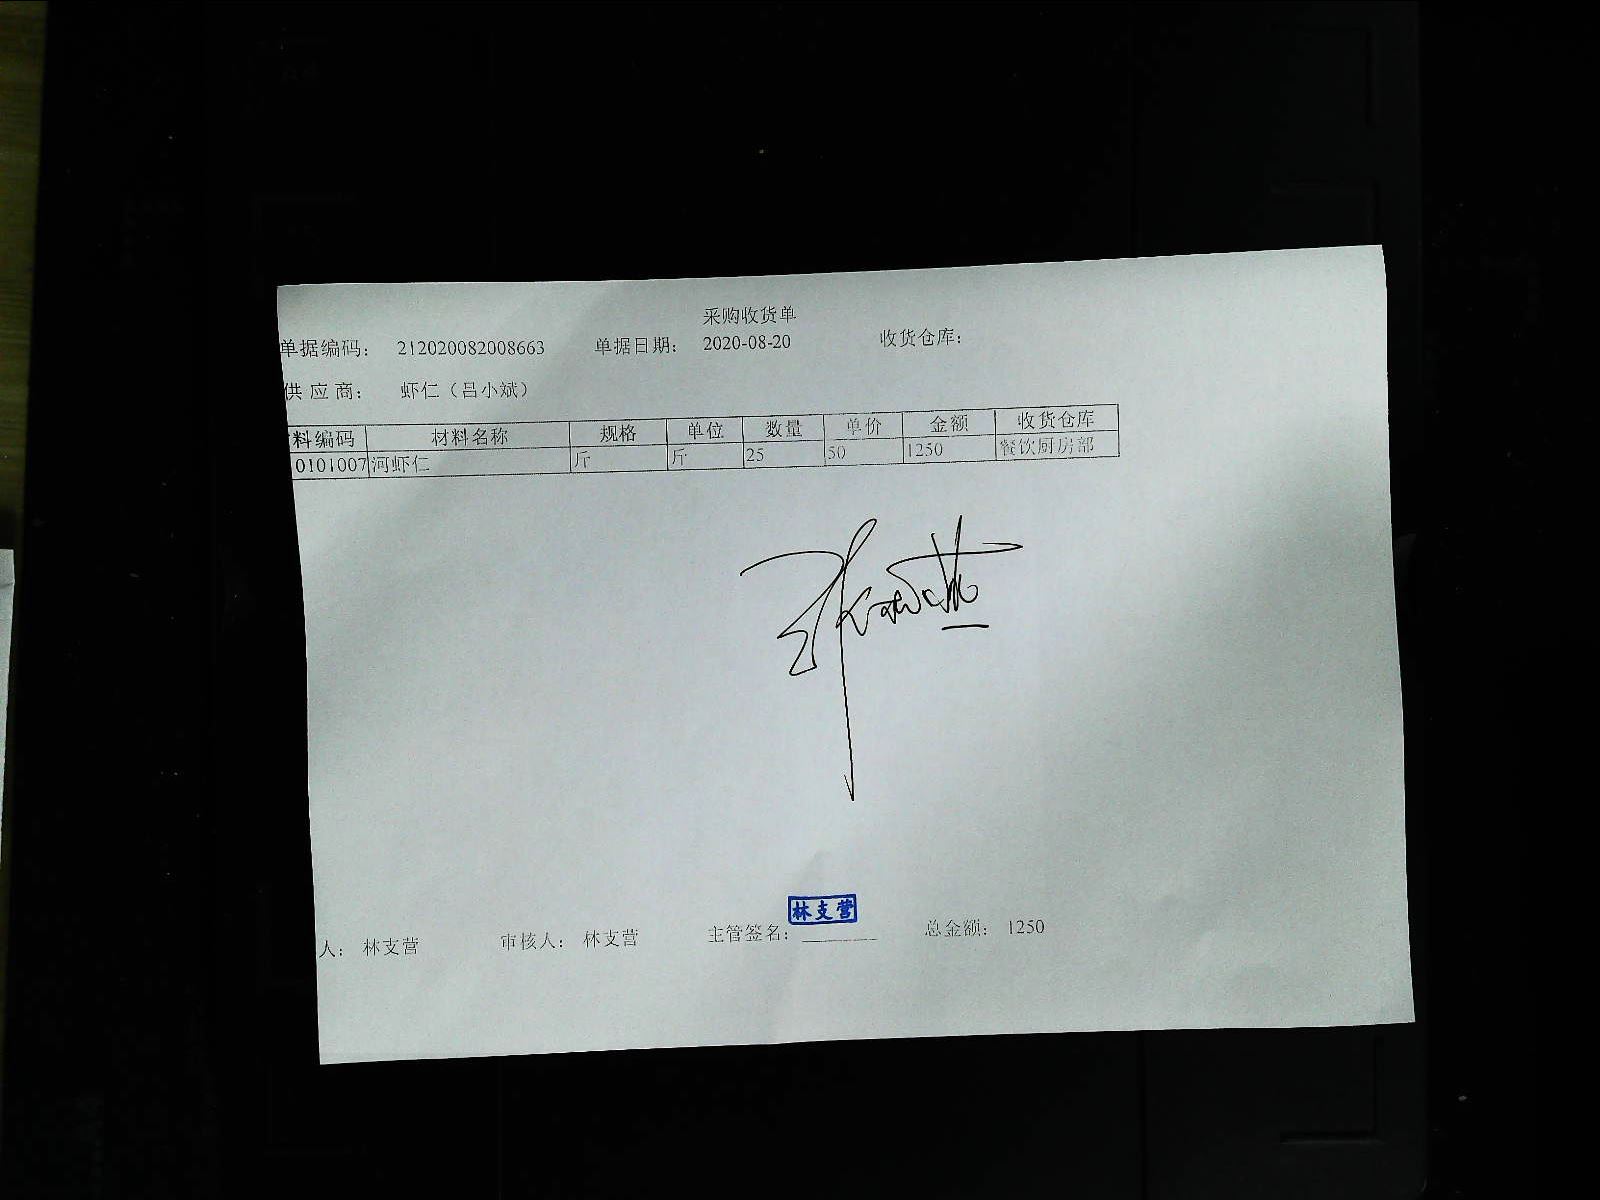 采购收货单
单据编码： 212020082008663 单据日期： 2020-08-20 收货仓库：
供应商： 虾仁（吕小斌）
料编码 材料名称 规格 单位 数量 单价 金额 收货仓库
0101007 河虾仁 斤 斤 25 50 1250 餐饮厨房部
林支营
人： 林支营 审核人： 林支营 主管签名： 总金额： 1250